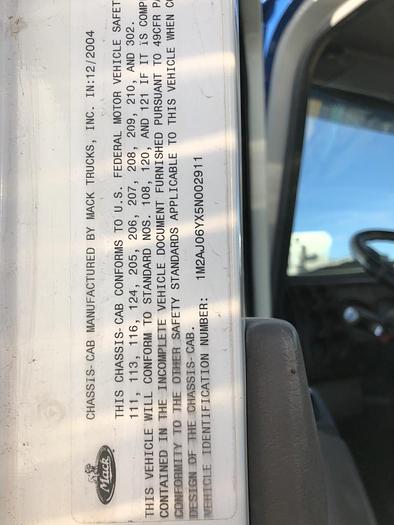 CHASSIS-CAB MANUFACTURED BY MACK TRUCKS, INC. IN:12/2004
THIS CHASSIS-CAB CONFORMS TO U.S. FEDERAL MOTOR VEHICLE SAFET
111, 113, 116, 124, 205, 206, 207, 208, 209, 210, AND 302.
THIS VEHICLE WILL CONFORM TO STANDARD NOS. 108, 120, AND 121 IF IT IS COMP
CONTAINED IN THE INCOMPLETE VEHICLE DOCUMENT FURNISHED PURSUANT TO 49CFR PA
CONFORMITY TO THE OTHER SAFETY STANDARDS APPLICABLE TO THIS VEHICLE WHEN CO
DESIGN OF THE CHASSIS-CAB.
VEHICLE IDENTIFICATION NUMBER: 1M2AJ06YX5N002911
Mack